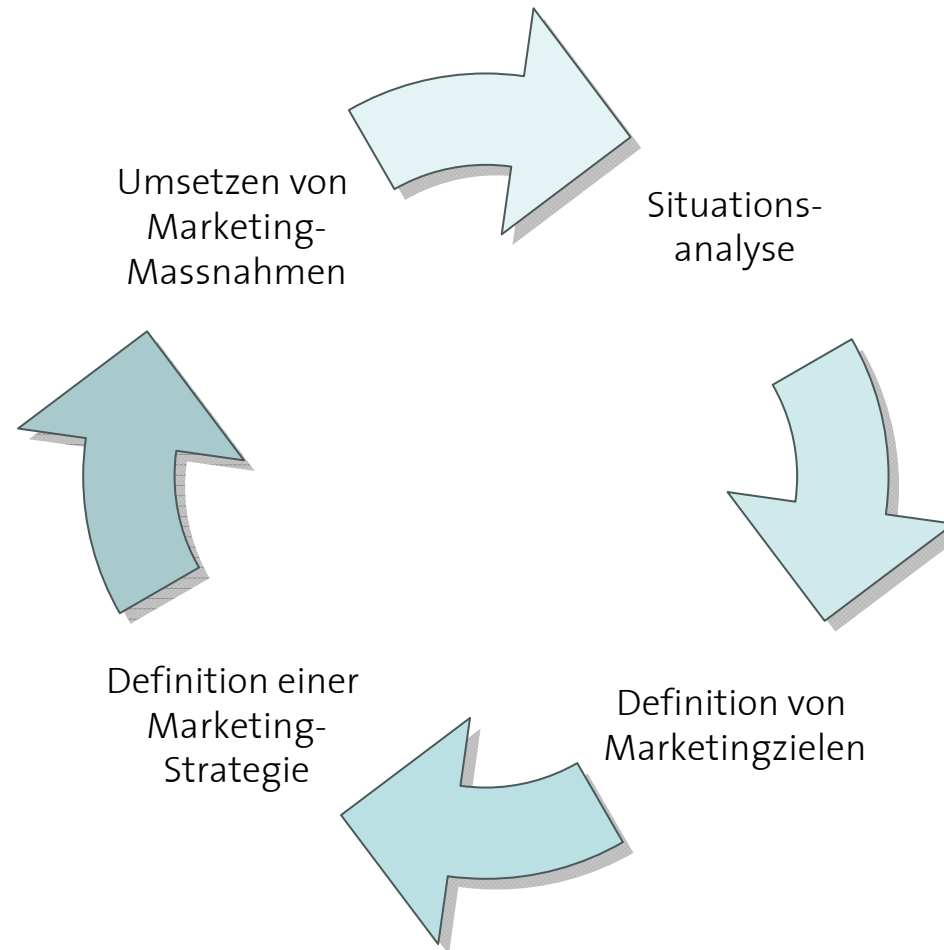 Umsetzen von
Marketing-
Massnahmen
Situations-
analyse
Definition einer
Marketing-
Strategie
Definition von
Marketingzielen